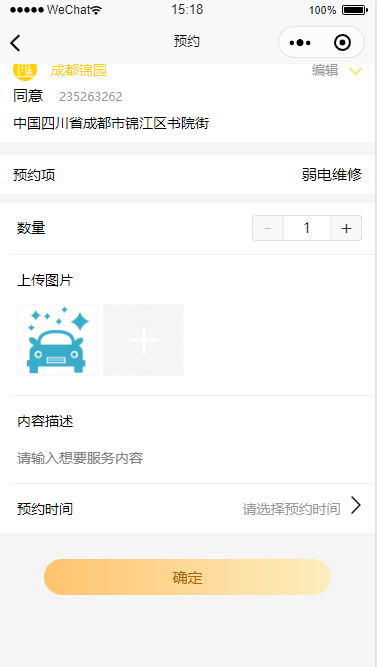 WeChat 15:18 100%
预约
成都锦园 编辑
同意 235263262
中国四川省成都市锦江区书院街
预约项 弱电维修
数量 - 1 +
上传图片
内容描述
请输入想要服务内容
预约时间 请选择预约时间
确定